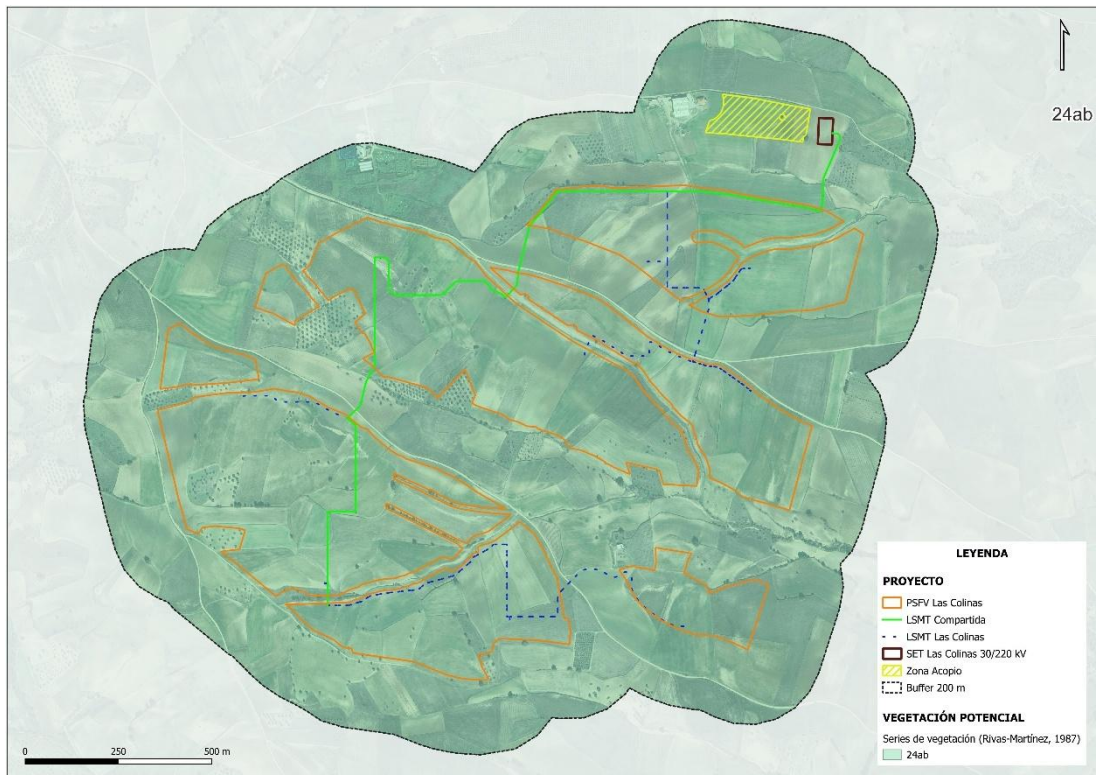 24ab
LEYENDA
PROYECTO
PSFV Las Colinas
LSMT Compartida
LSMT Las Colinas
SET Las Colinas 30/220 kV
Zona Acopio
Buffer 200 m
VEGETACIÓN POTENCIAL
Series de vegetación (Rivas-Martínez, 1987)
24ab
0 250 500 m